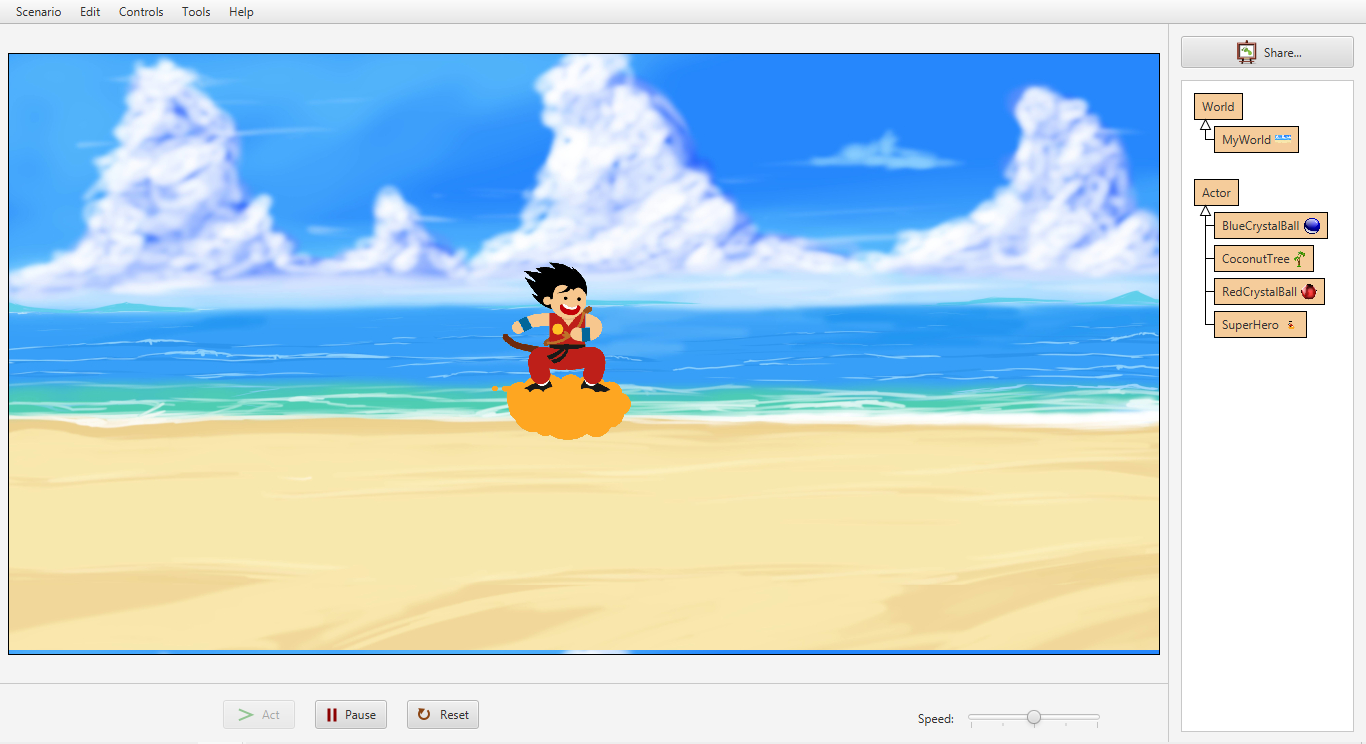 Scenario Edit Controls Tools Help
Share...
World
MyWorld
Actor
BlueCrystalBall
CoconutTree
RedCrystalBall
SuperHero
Act Pause Reset Speed: